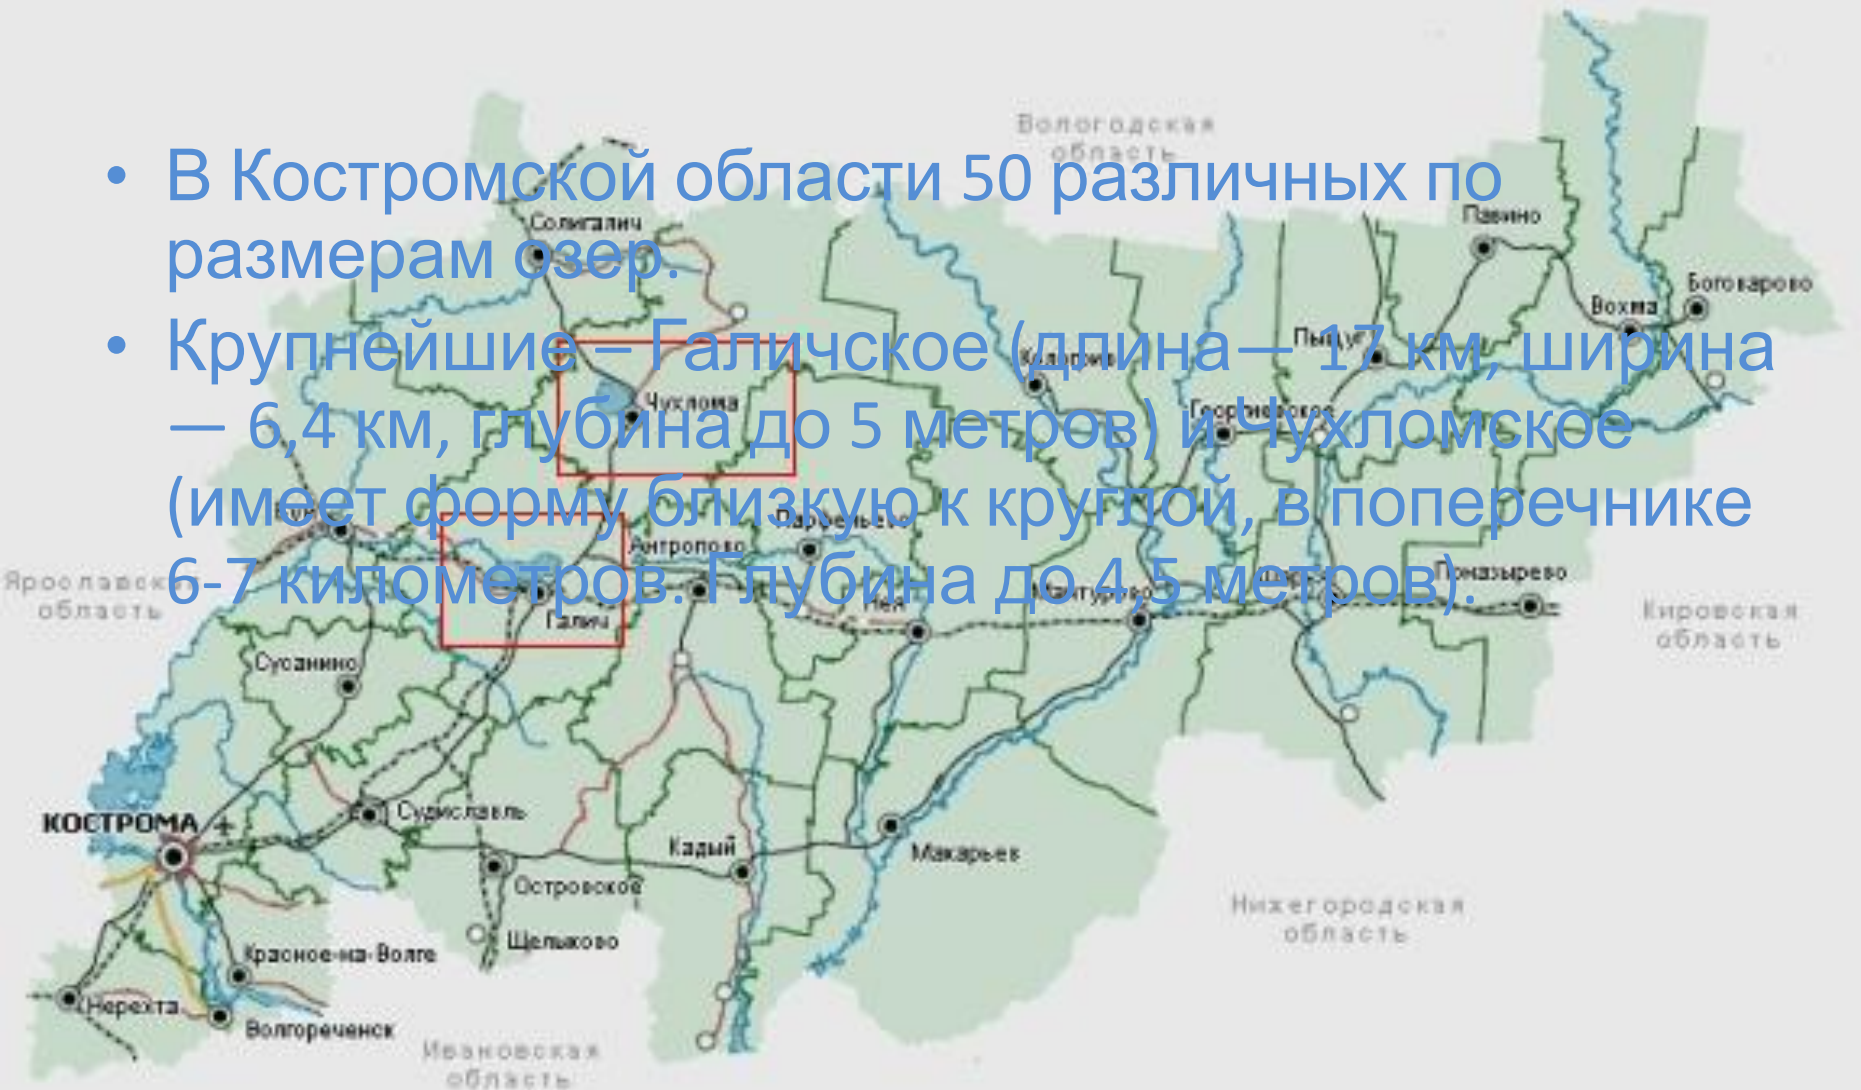 Вологодская
область
• В Костромской области 50 различных по
размерам озер.
• Крупнейшие – Галичское (длина— 17 км, ширина
— 6,4 км, глубина до 5 метров) и Чухломское
(имеет форму близкую к круглой, в поперечнике
6-7 километров. Глубина до 4,5 метров).
Солигалич
Павино
Боговарово
Вохма
Пыщуг
Кологрив
Чухлома
Георгиевское
Парфеньево
Антропово
Поназырево
Мантурово
Шарья
Нея
Галич
Ярославская
область
Кировская
область
Сусанино
КОСТРОМА
Судиславль
Кадый
Макарьев
Островское
Нижегородская
область
Щелыково
Красное-на-Волге
Нерехта
Волгореченск
Ивановская
область